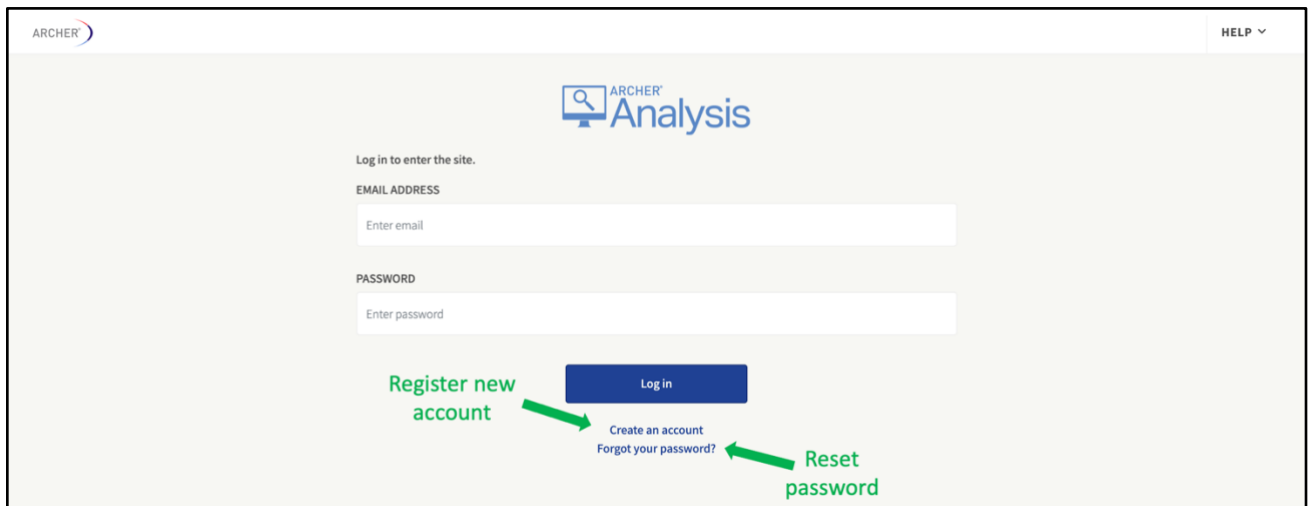 ARCHER®
HELP
ARCHER®
Analysis
Log in to enter the site.
EMAIL ADDRESS
Enter email
PASSWORD
Enter password
Log in
Register new
account
Create an account
Forgot your password?
Reset
password